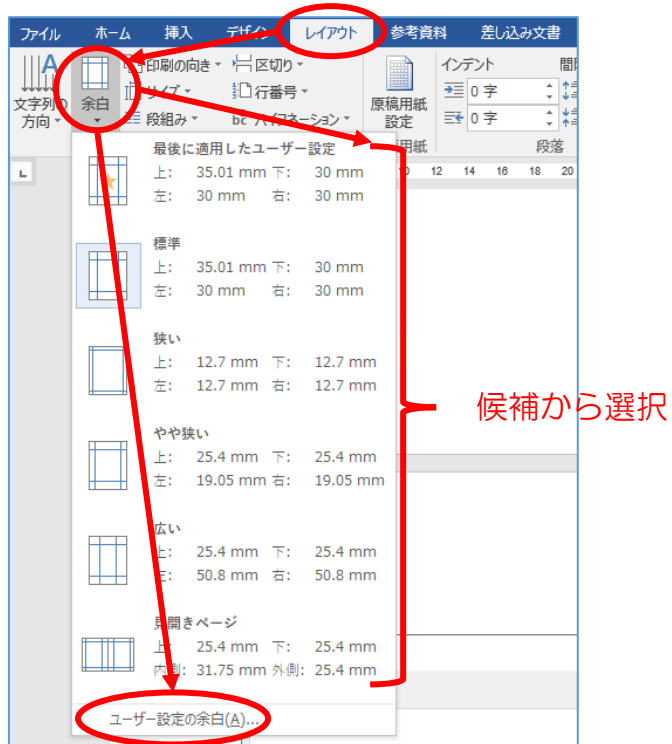 ファイル ホーム 挿入 デザイン レイアウト 参考資料 差し込み文書
文字列の方向 余白 印刷の向き 区切り インデント
サイズ 行番号 原稿用紙設定 0 字
段組み ハイフネーション 0 字
用紙 段落
10 12 14 16 18 20
最後に適用したユーザー設定
上: 35.01 mm 下: 30 mm
左: 30 mm 右: 30 mm
標準
上: 35.01 mm 下: 30 mm
左: 30 mm 右: 30 mm
狭い
上: 12.7 mm 下: 12.7 mm
左: 12.7 mm 右: 12.7 mm
候補から選択
やや狭い
上: 25.4 mm 下: 25.4 mm
左: 19.05 mm 右: 19.05 mm
広い
上: 25.4 mm 下: 25.4 mm
左: 50.8 mm 右: 50.8 mm
見開きページ
上: 25.4 mm 下: 25.4 mm
内側: 31.75 mm 外側: 25.4 mm
ユーザー設定の余白(A)...